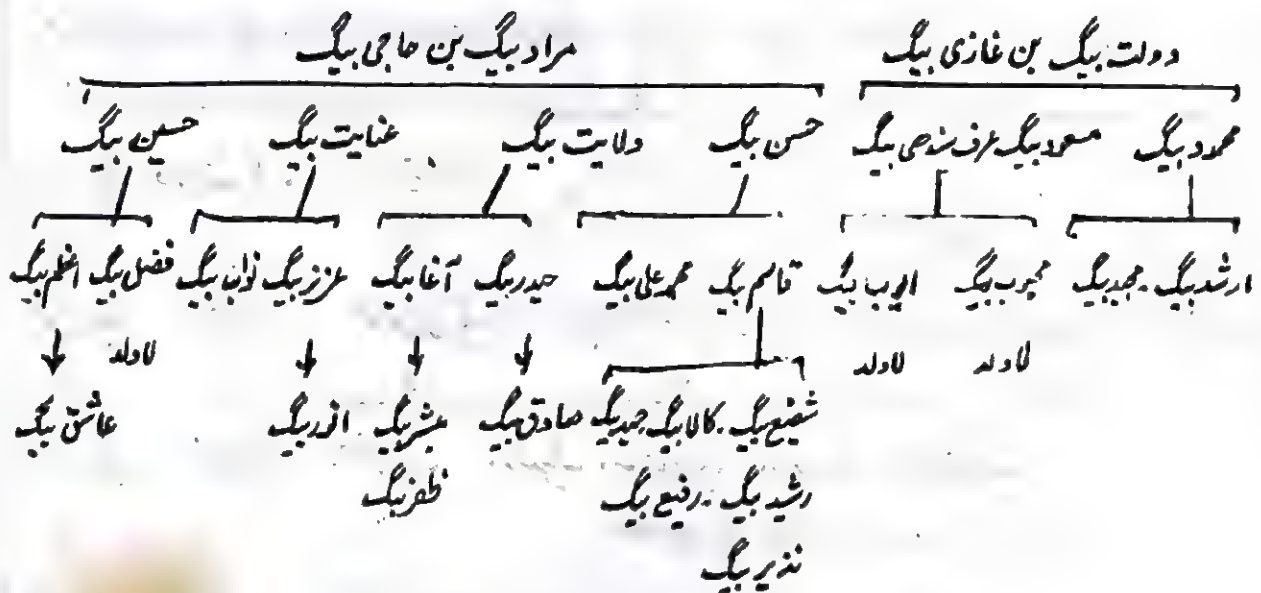 دولت بیگ بن غازی بیگ مراد بیگ بن حاجی بیگ
محمود بیگ مسعود بیگ عرف سندھی بیگ حسن بیگ ولایت بیگ عنایت بیگ حسین بیگ
ارشد بیگ۔ مجید بیگ محبوب بیگ ایوب بیگ قاسم بیگ محمد علی بیگ حیدر بیگ آغا بیگ عزیز بیگ نواب بیگ فضل بیگ اعظم بیگ
لاولد لاولد لاولد
شفیع بیگ۔ کالا بیگ حمید بیگ صادق بیگ مبشر بیگ انور بیگ عاشق بیگ
رشید بیگ۔ رفیع بیگ ظفر بیگ
نذیر بیگ